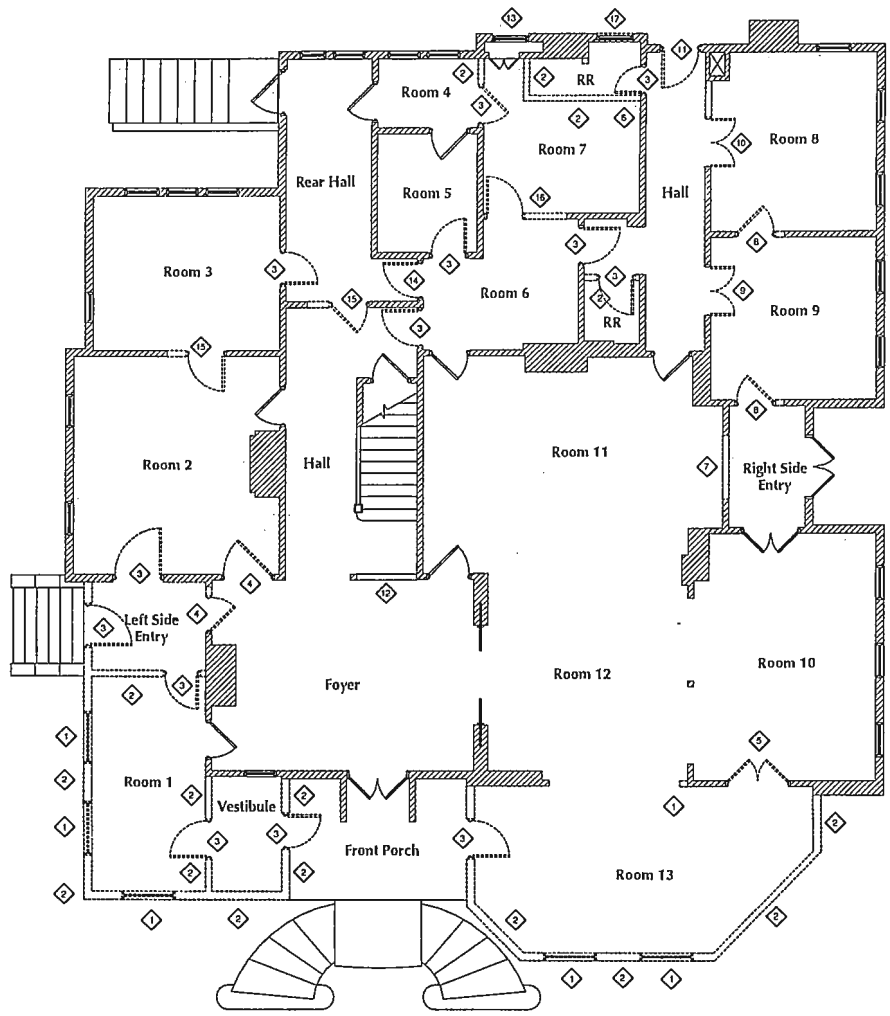 13
17
11
2
2
RR
3
Room 4
3
2
6
Room 7
10
Room 8
Rear Hall
Room 5
Hall
16
3
3
8
Room 3
3
14
3
9
Room 6
2
15
RR
Room 9
3
15
8
Room 11
Room 2
Hall
7
Right Side
Entry
3
4
12
4
Left Side
Entry
3
Room 10
Room 12
3
Foyer
2
1
5
2
Room 1
2
2
1
Vestibule
1
2
3
3
3
Front Porch
2
2
Room 13
2
2
2
1
2
1
2
1